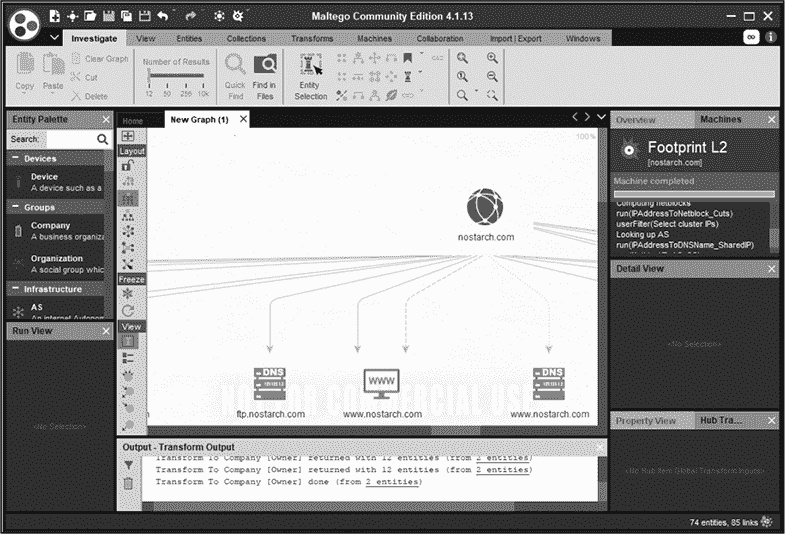 Maltego Community Edition 4.1.13
Investigate View Entities Collections Transforms Machines Collaboration Import | Export Windows
Copy Paste Clear Graph Cut Delete
Number of Results
12 50 256 10k
Quick Find
Find in Files
Entity Selection
Entity Palette
Search:
Devices
Device
A device such as a
Groups
Company
A business organiza
Organization
A social group whic
Infrastructure
AS
An internet Autonom
Run View
<No Selection>
Home New Graph (1)
100%
Layout
Freeze
View
nostarch.com
DNS
ftp.nostarch.com
WWW
www.nostarch.com
DNS
www.nostarch.com
NOT FOR COMMERCIAL USE
Output - Transform Output
Transform To Company [Owner] returned with 12 entities (from 2 entities)
Transform To Company [Owner] returned with 12 entities (from 2 entities)
Transform To Company [Owner] done (from 2 entities)
Overview Machines
Footprint L2
[nostarch.com]
Machine completed
Computing netblocks
run(IPAddressToNetblock_Cuts)
userFilter(Select cluster IPs)
Looking up AS
run(IPAddressToDNSName_SharedIP)
Detail View
<No Selection>
Property View Hub Tra...
<No Hub Item Global Transform Inputs>
74 entities, 85 links